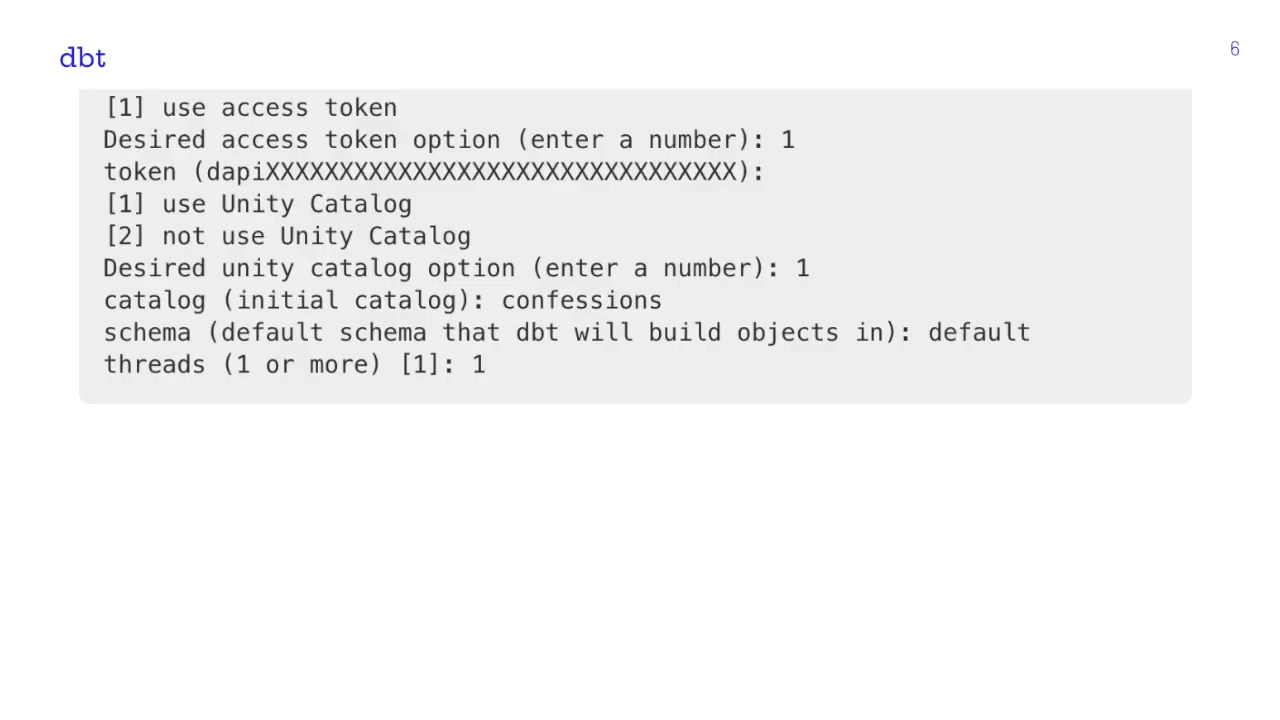 dbt
6
[1] use access token
Desired access token option (enter a number): 1
token (dapiXXXXXXXXXXXXXXXXXXXXXXXXXXXXXXXX):
[1] use Unity Catalog
[2] not use Unity Catalog
Desired unity catalog option (enter a number): 1
catalog (initial catalog): confessions
schema (default schema that dbt will build objects in): default
threads (1 or more) [1]: 1